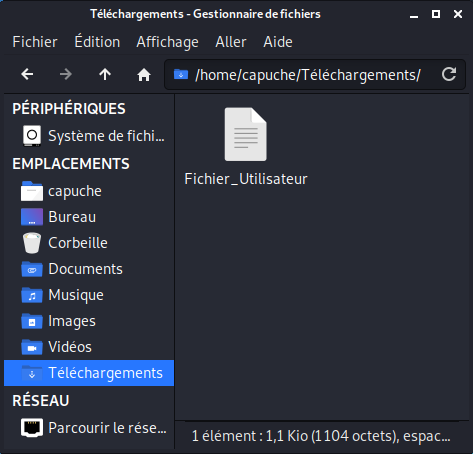 Téléchargements - Gestionnaire de fichiers
Fichier Édition Affichage Aller Aide
/home/capuche/Téléchargements/
PÉRIPHÉRIQUES
Système de fichi...
EMPLACEMENTS
capuche
Bureau
Corbeille
Documents
Musique
Images
Vidéos
Téléchargements
RÉSEAU
Parcourir le rése...
Fichier_Utilisateur
1 élément : 1,1 Kio (1104 octets), espac...